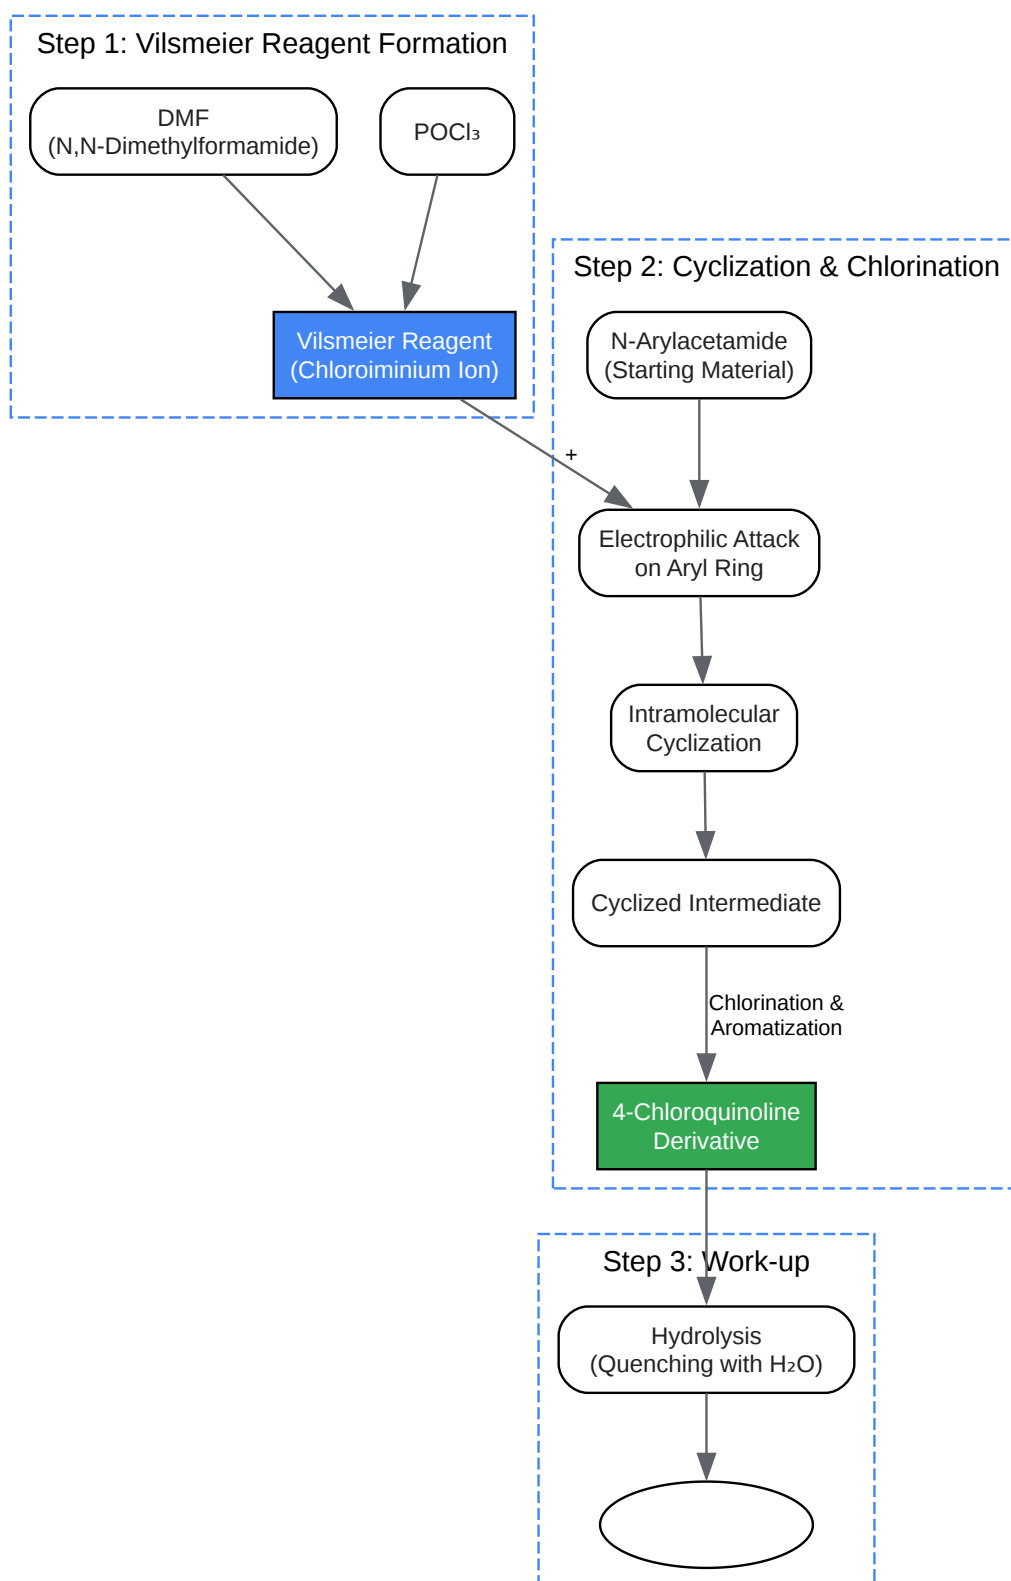 Step 1: Vilsmeier Reagent Formation
DMF
(N,N-Dimethylformamide)
POCl₃
Vilsmeier Reagent
(Chloroiminium Ion)
Step 2: Cyclization & Chlorination
N-Arylacetamide
(Starting Material)
+
Electrophilic Attack
on Aryl Ring
Intramolecular
Cyclization
Cyclized Intermediate
Chlorination &
Aromatization
4-Chloroquinoline
Derivative
Step 3: Work-up
Hydrolysis
(Quenching with H₂O)